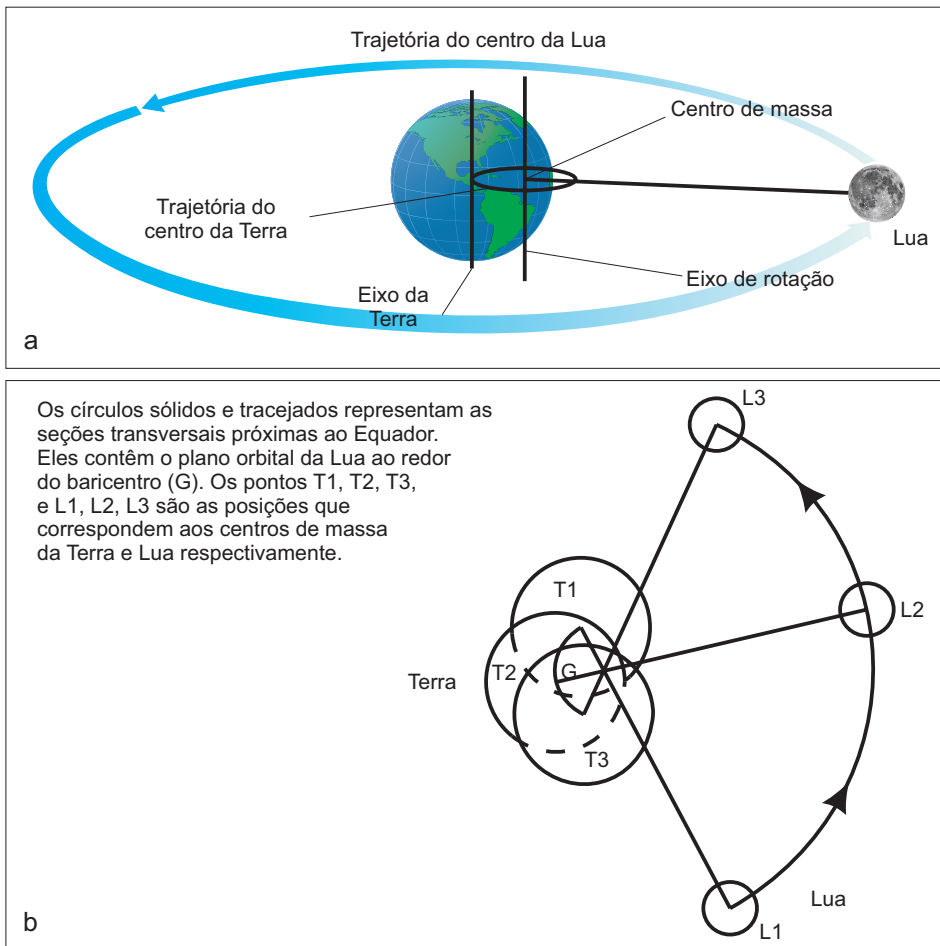 Trajetória do centro da Lua
Centro de massa
Trajetória do
centro da Terra
Lua
Eixo de rotação
Eixo da
Terra
a
Os círculos sólidos e tracejados representam as
seções transversais próximas ao Equador.
Eles contêm o plano orbital da Lua ao redor
do baricentro (G). Os pontos T1, T2, T3,
e L1, L2, L3 são as posições que
correspondem aos centros de massa
da Terra e Lua respectivamente.
L3
T1
L2
T2
G
Terra
T3
Lua
L1
b